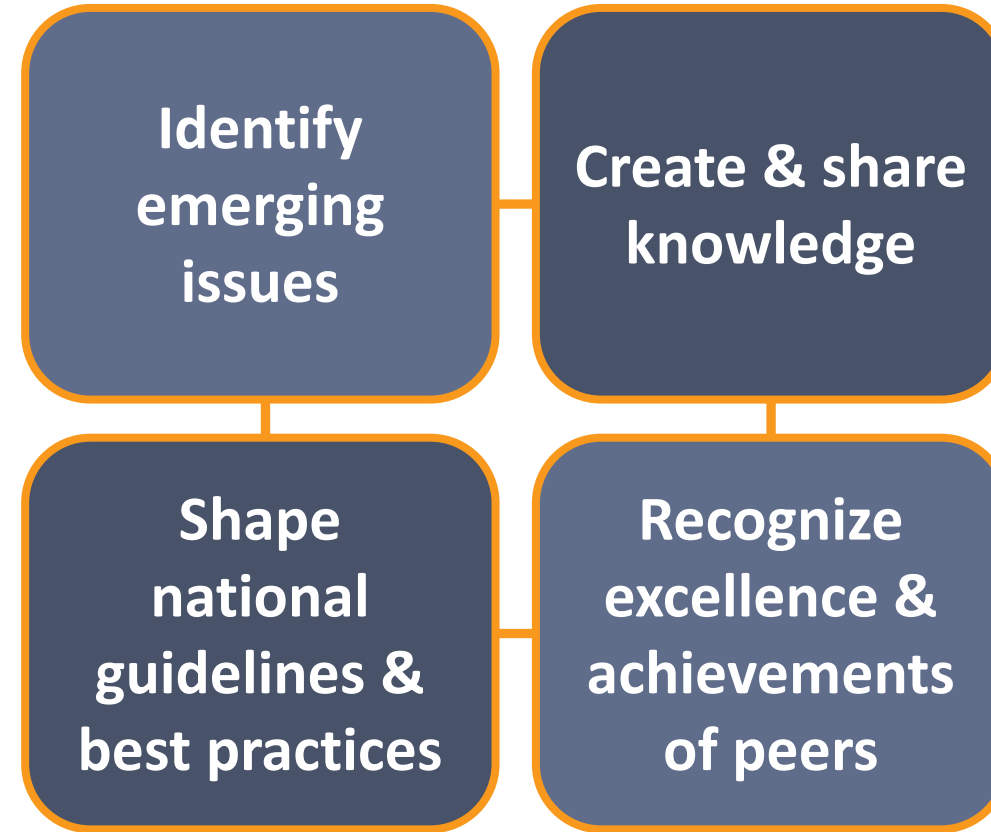 Identify
emerging
issues
Create & share
knowledge
Shape
national
guidelines &
best practices
Recognize
excellence &
achievements
of peers